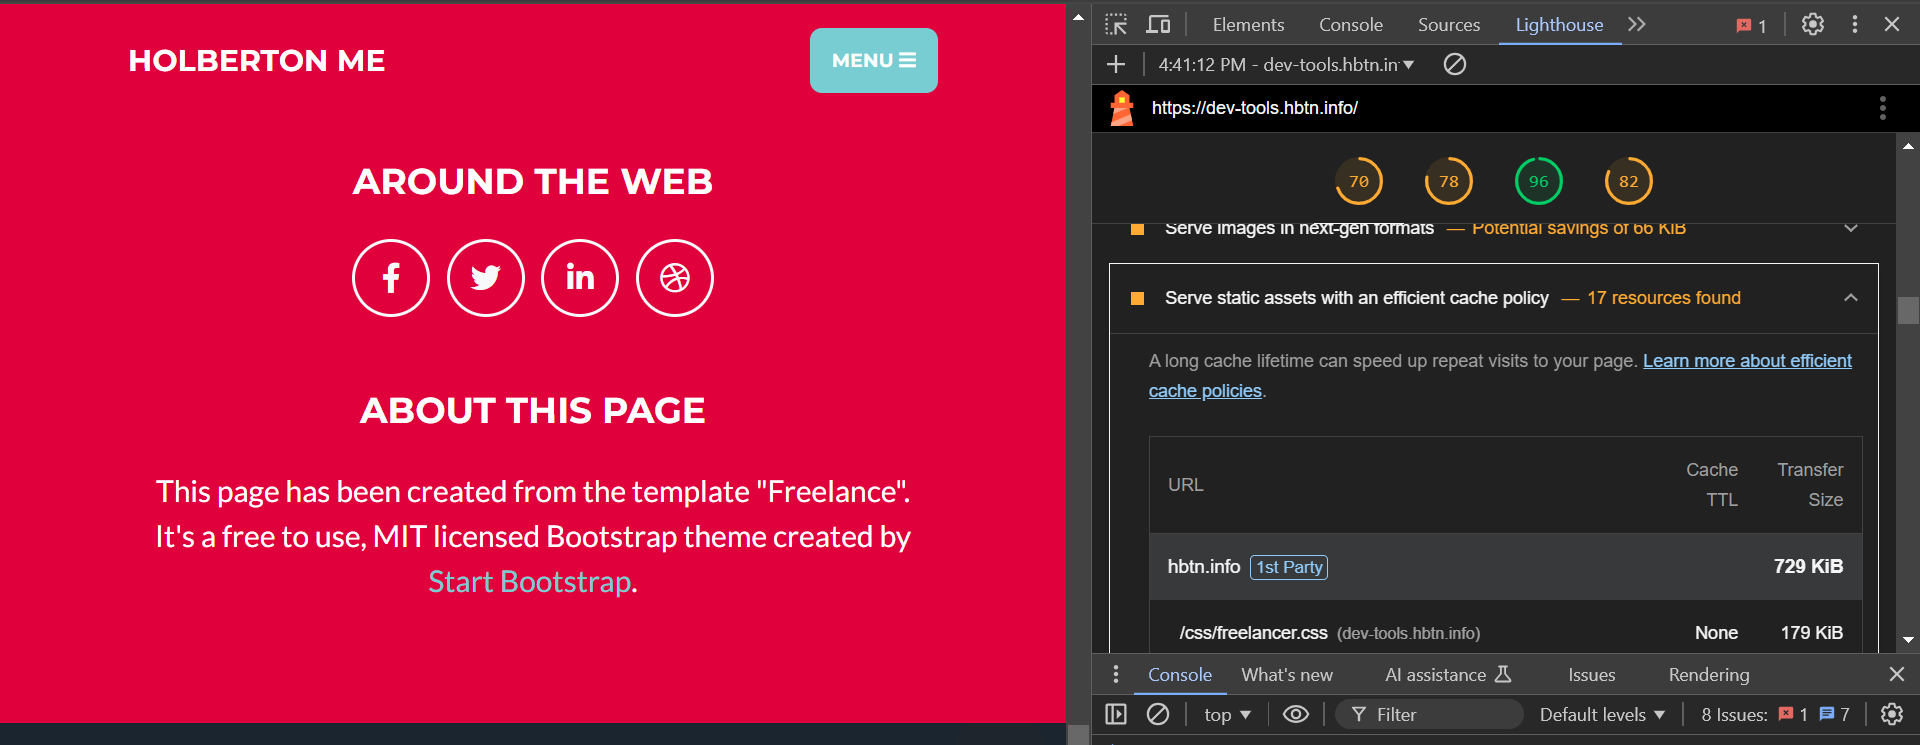 HOLBERTON ME
MENU
AROUND THE WEB
ABOUT THIS PAGE
This page has been created from the template "Freelance".
It's a free to use, MIT licensed Bootstrap theme created by
Start Bootstrap.
Elements Console Sources Lighthouse 1
4:41:12 PM - dev-tools.hbtn.in
https://dev-tools.hbtn.info/
70 78 96 82
Serve images in next-gen formats — Potential savings of 66 KiB
Serve static assets with an efficient cache policy — 17 resources found
A long cache lifetime can speed up repeat visits to your page. Learn more about efficient
cache policies.
URL Cache TTL Transfer Size
hbtn.info 1st Party 729 KiB
/css/freelancer.css (dev-tools.hbtn.info) None 179 KiB
Console What's new AI assistance Issues Rendering
top Filter Default levels 8 Issues: 1 7